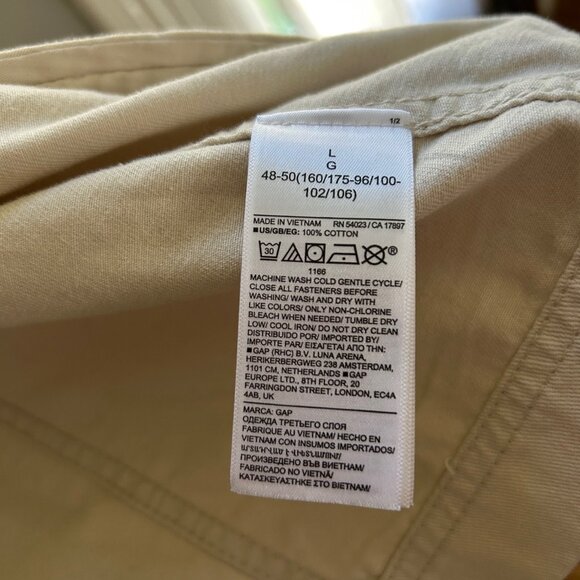 1/2
L
G
48-50(160/175-96/100-
102/106)
MADE IN VIETNAM RN 54023 / CA 17897
■US/GB/EG: 100% COTTON
30 ®
1166
MACHINE WASH COLD GENTLE CYCLE/
CLOSE ALL FASTENERS BEFORE
WASHING/ WASH AND DRY WITH
LIKE COLORS/ ONLY NON-CHLORINE
BLEACH WHEN NEEDED/ TUMBLE DRY
LOW/ COOL IRON/ DO NOT DRY CLEAN
DISTRIBUIDO POR/ IMPORTED BY/
IMPORTE PAR/ ΕΙΣΑΓΕΤΑΙ ΑΠΟ ΤΗΝ:
■GAP (RHC) B.V. LUNA ARENA,
HERIKERBERGWEG 238 AMSTERDAM,
1101 CM, NETHERLANDS ■GAP
EUROPE LTD., 8TH FLOOR, 20
FARRINGDON STREET, LONDON, EC4A
4AB, UK
MARCA: GAP
ОДЕЖДА ТРЕТЬЕГО СЛОЯ
FABRIQUE AU VIETNAM/ HECHO EN
VIETNAM CON INSUMOS IMPORTADOS/
ПРОИЗВЕДЕНО ВЪВ ВИЕТНАМ/
FABRICADO NO VIETNÃ/
ΚΑΤΑΣΚΕΥΑΣΤΗΚΕ ΣΤΟ ΒΙΕΤΝΑΜ/